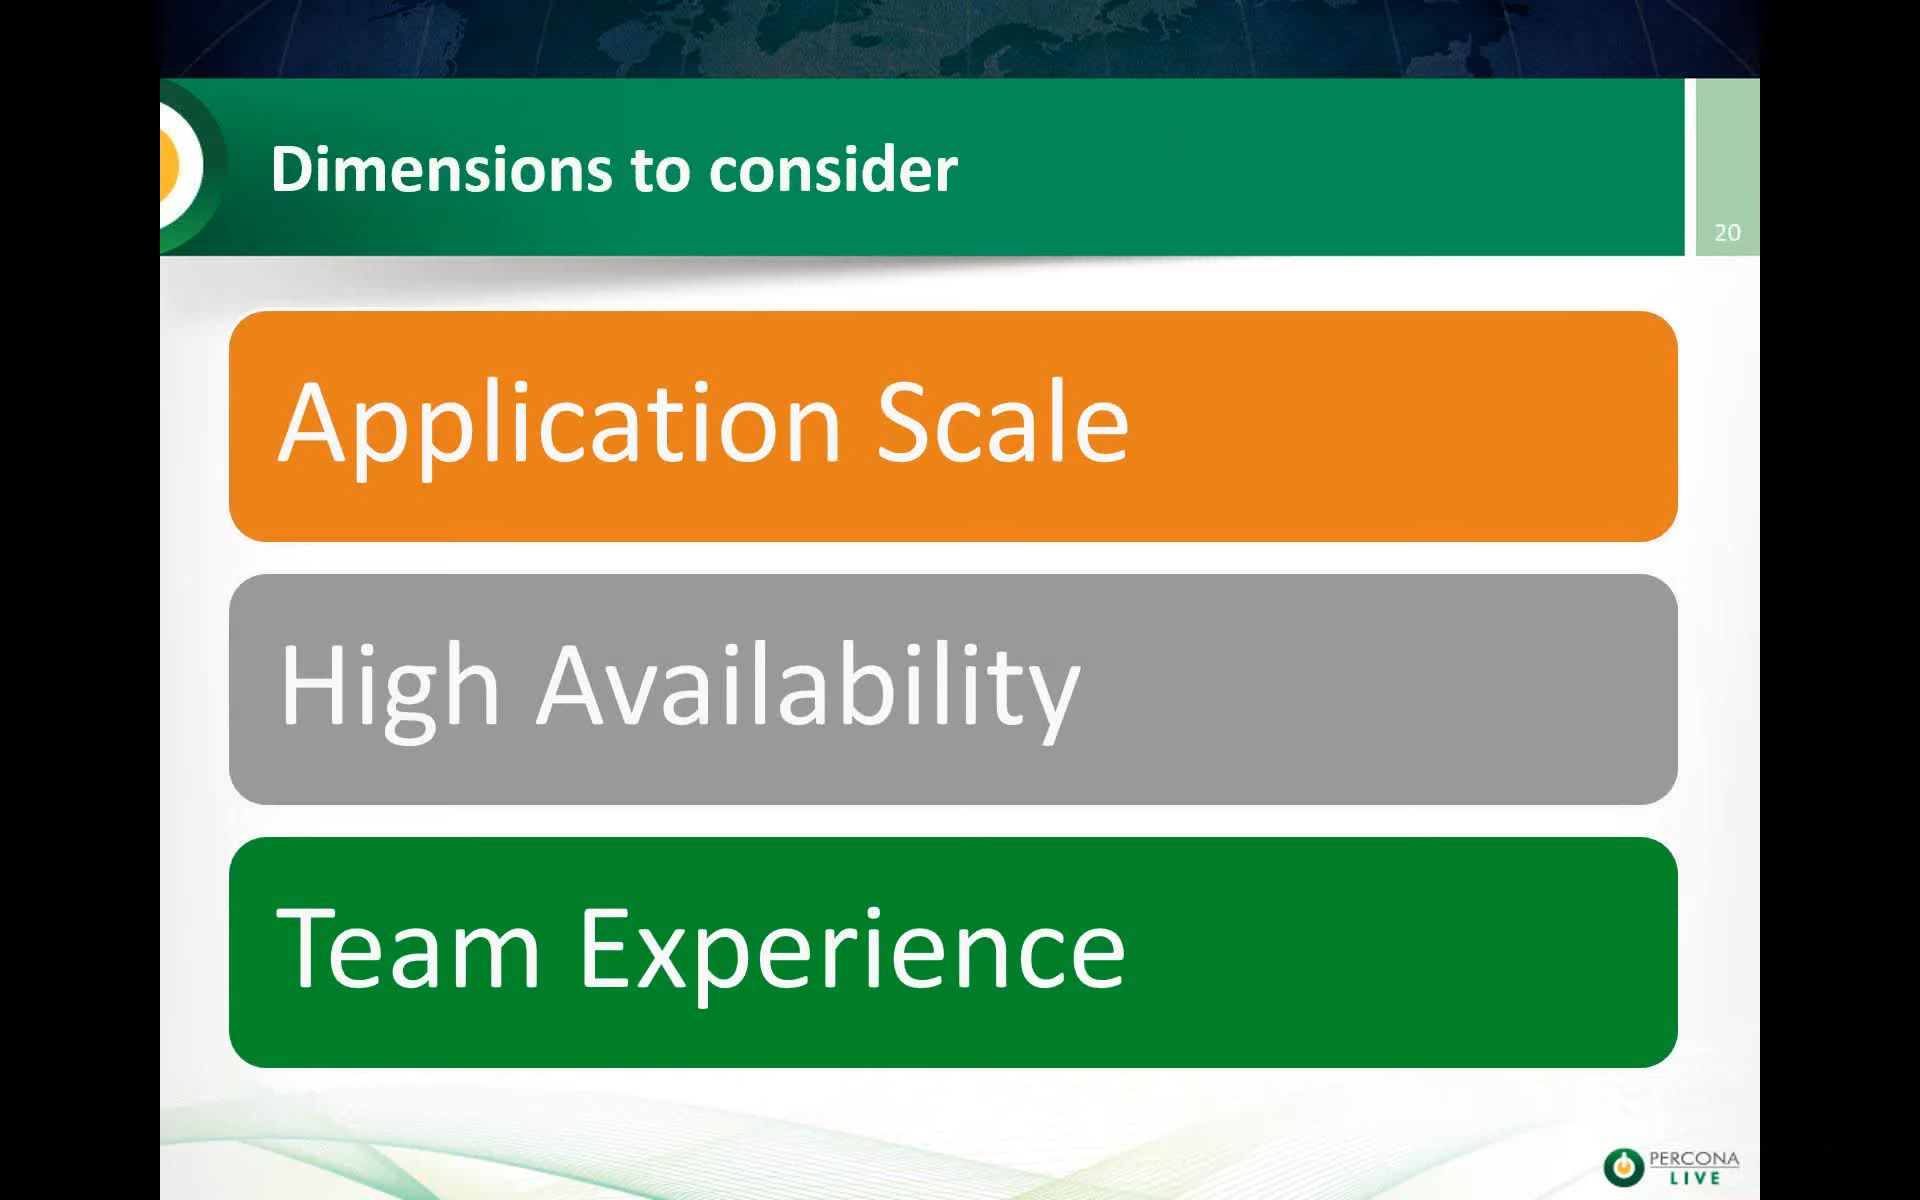 Dimensions to consider
20
Application Scale
High Availability
Team Experience
PERCONA
LIVE